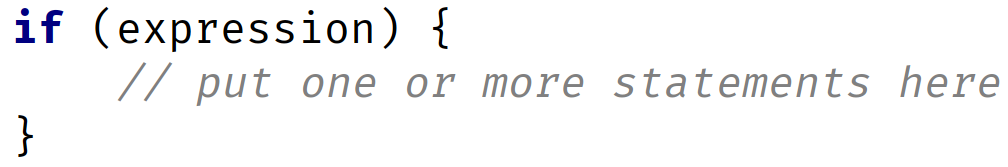 if (expression) {
    // put one or more statements here
}